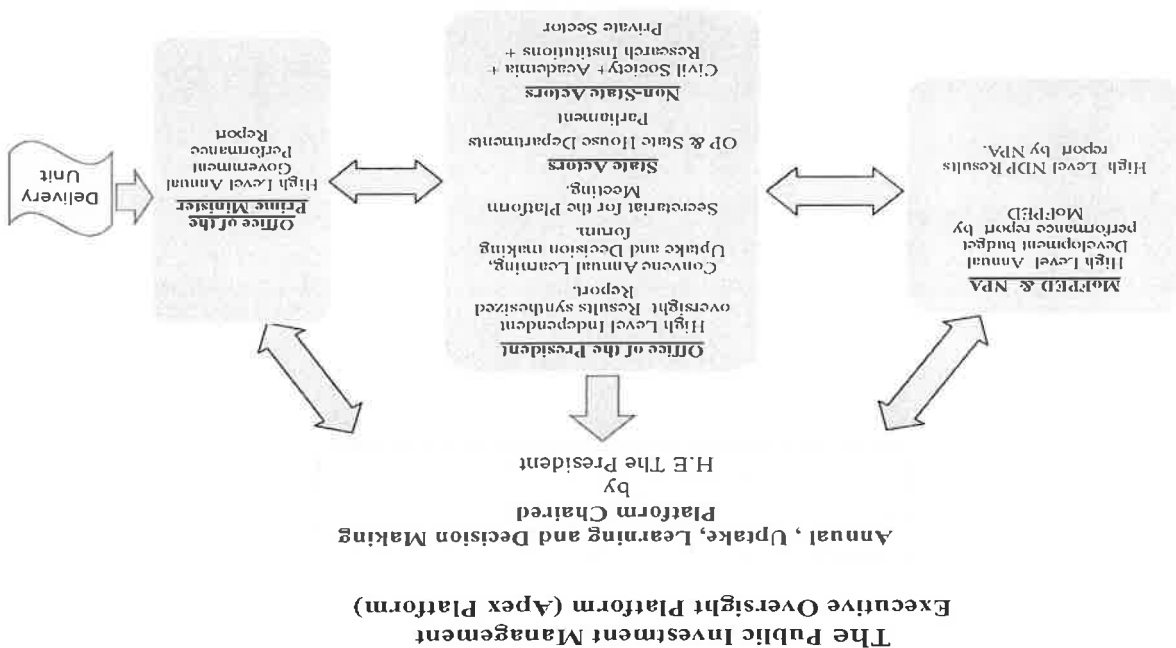 The Public Investment Management
Executive Oversight Platform (Apex Platform)
Annual , Uptake, Learning and Decision Making
Platform Chaired
by
H.E The President
MoFPED & NPA
High Level Annual
Development budget
performance report by
MoFPED
High Level NDP Results
report by NPA.
Office of the President
High Level Independent
oversight Results synthesized
Report.
Convene Annual Learning,
Uptake and Decision making
forum.
Secretariat for the Platform
Meeting.
State Actors
OP & State House Departments
Parliament
Non-State Actors
Civil Society+ Academia +
Research Institutions +
Private Sector
Office of the
Prime Minister
High Level Annual
Government
Performance
Report
Delivery
Unit